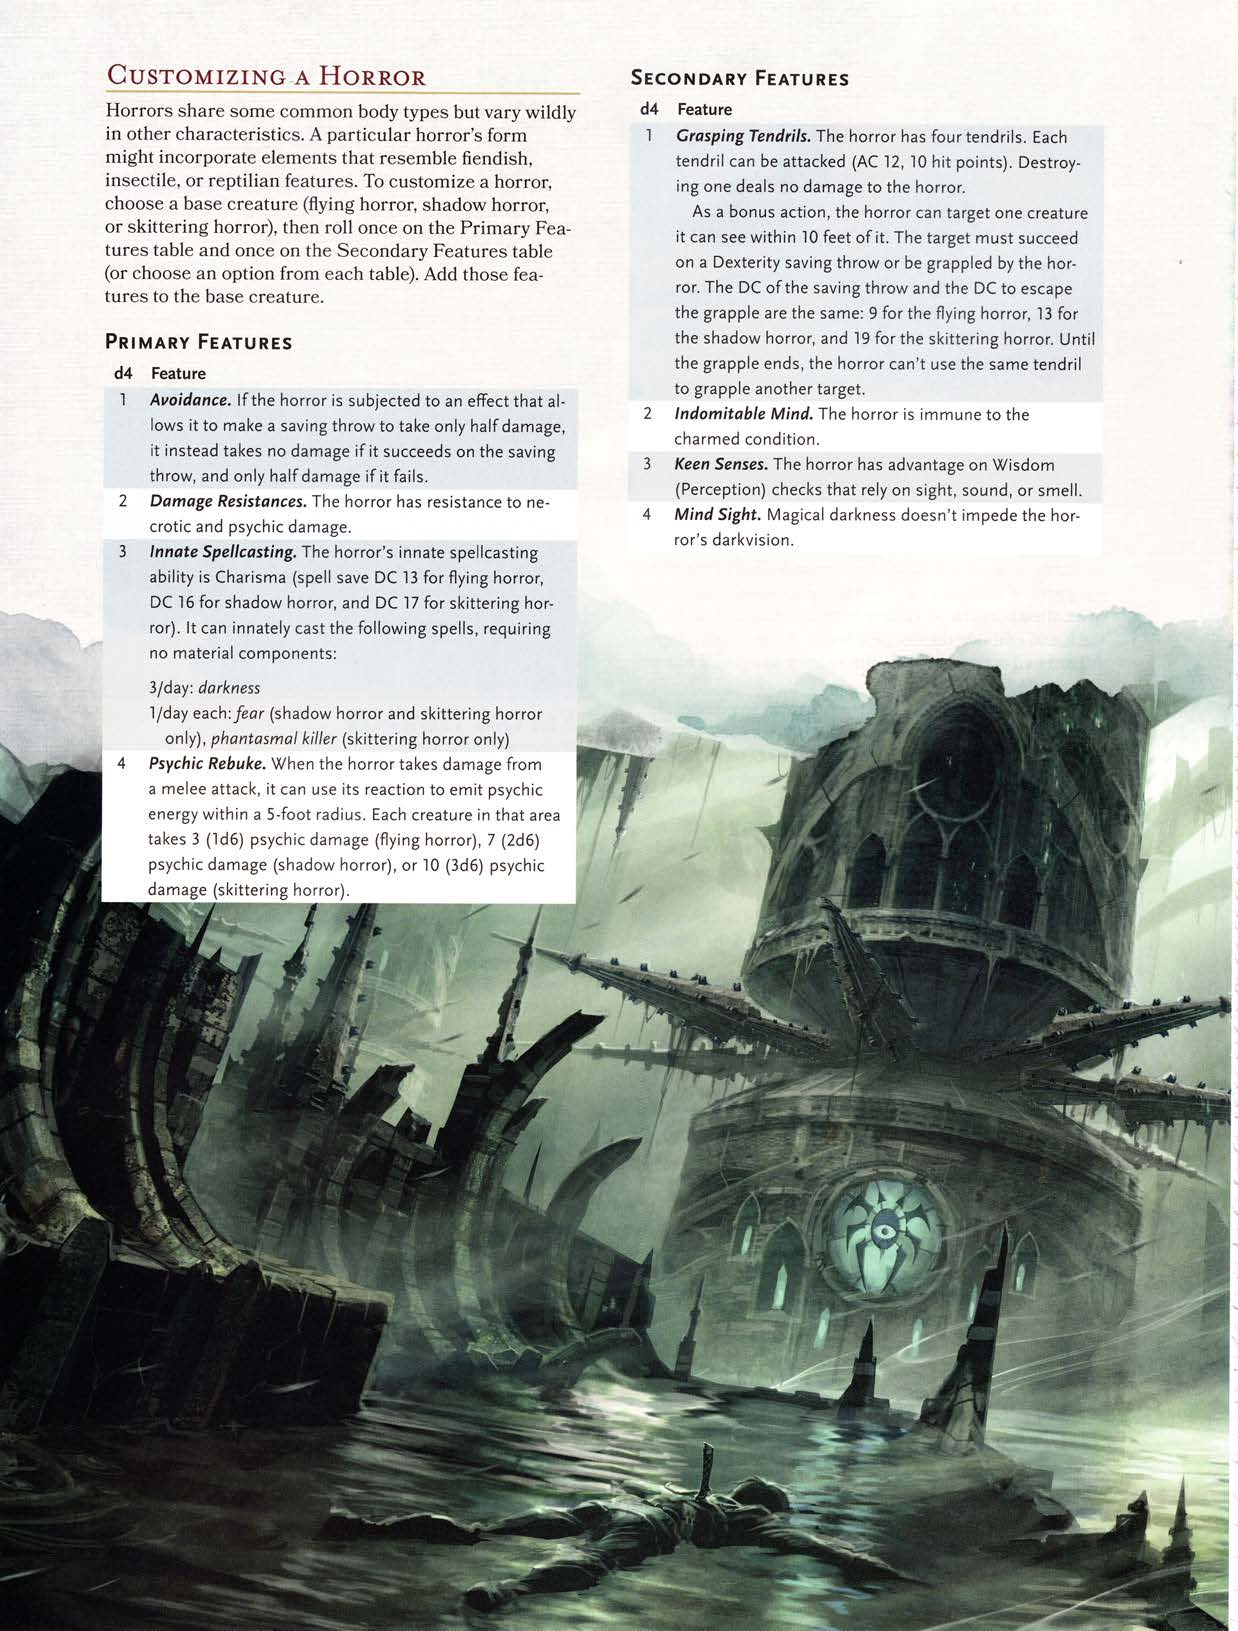 Customizing a Horror
Horrors share some common body types but vary wildly
in other characteristics. A particular horror's form
might incorporate elements that resemble fiendish,
insectile, or reptilian features. To customize a horror,
choose a base creature (flying horror, shadow horror,
or skittering horror), then roll once on the Primary Fea-
tures table and once on the Secondary Features table
(or choose an option from each table). Add those fea-
tures to the base creature.
Primary Features
d4 Feature
1 Avoidance. If the horror is subjected to an effect that al-
lows it to make a saving throw to take only half damage,
it instead takes no damage if it succeeds on the saving
throw, and only half damage if it fails.
2 Damage Resistances. The horror has resistance to ne-
crotic and psychic damage.
3 Innate Spellcasting. The horror's innate spellcasting
ability is Charisma (spell save DC 13 for flying horror,
DC 16 for shadow horror, and DC 17 for skittering hor-
ror). It can innately cast the following spells, requiring
no material components:
3/day: darkness
1/day each: fear (shadow horror and skittering horror
only), phantasmal killer (skittering horror only)
4 Psychic Rebuke. When the horror takes damage from
a melee attack, it can use its reaction to emit psychic
energy within a 5-foot radius. Each creature in that area
takes 3 (1d6) psychic damage (flying horror), 7 (2d6)
psychic damage (shadow horror), or 10 (3d6) psychic
damage (skittering horror).
Secondary Features
d4 Feature
1 Grasping Tendrils. The horror has four tendrils. Each
tendril can be attacked (AC 12, 10 hit points). Destroy-
ing one deals no damage to the horror.
As a bonus action, the horror can target one creature
it can see within 10 feet of it. The target must succeed
on a Dexterity saving throw or be grappled by the hor-
ror. The DC of the saving throw and the DC to escape
the grapple are the same: 9 for the flying horror, 13 for
the shadow horror, and 19 for the skittering horror. Until
the grapple ends, the horror can't use the same tendril
to grapple another target.
2 Indomitable Mind. The horror is immune to the
charmed condition.
3 Keen Senses. The horror has advantage on Wisdom
(Perception) checks that rely on sight, sound, or smell.
4 Mind Sight. Magical darkness doesn't impede the hor-
ror's darkvision.